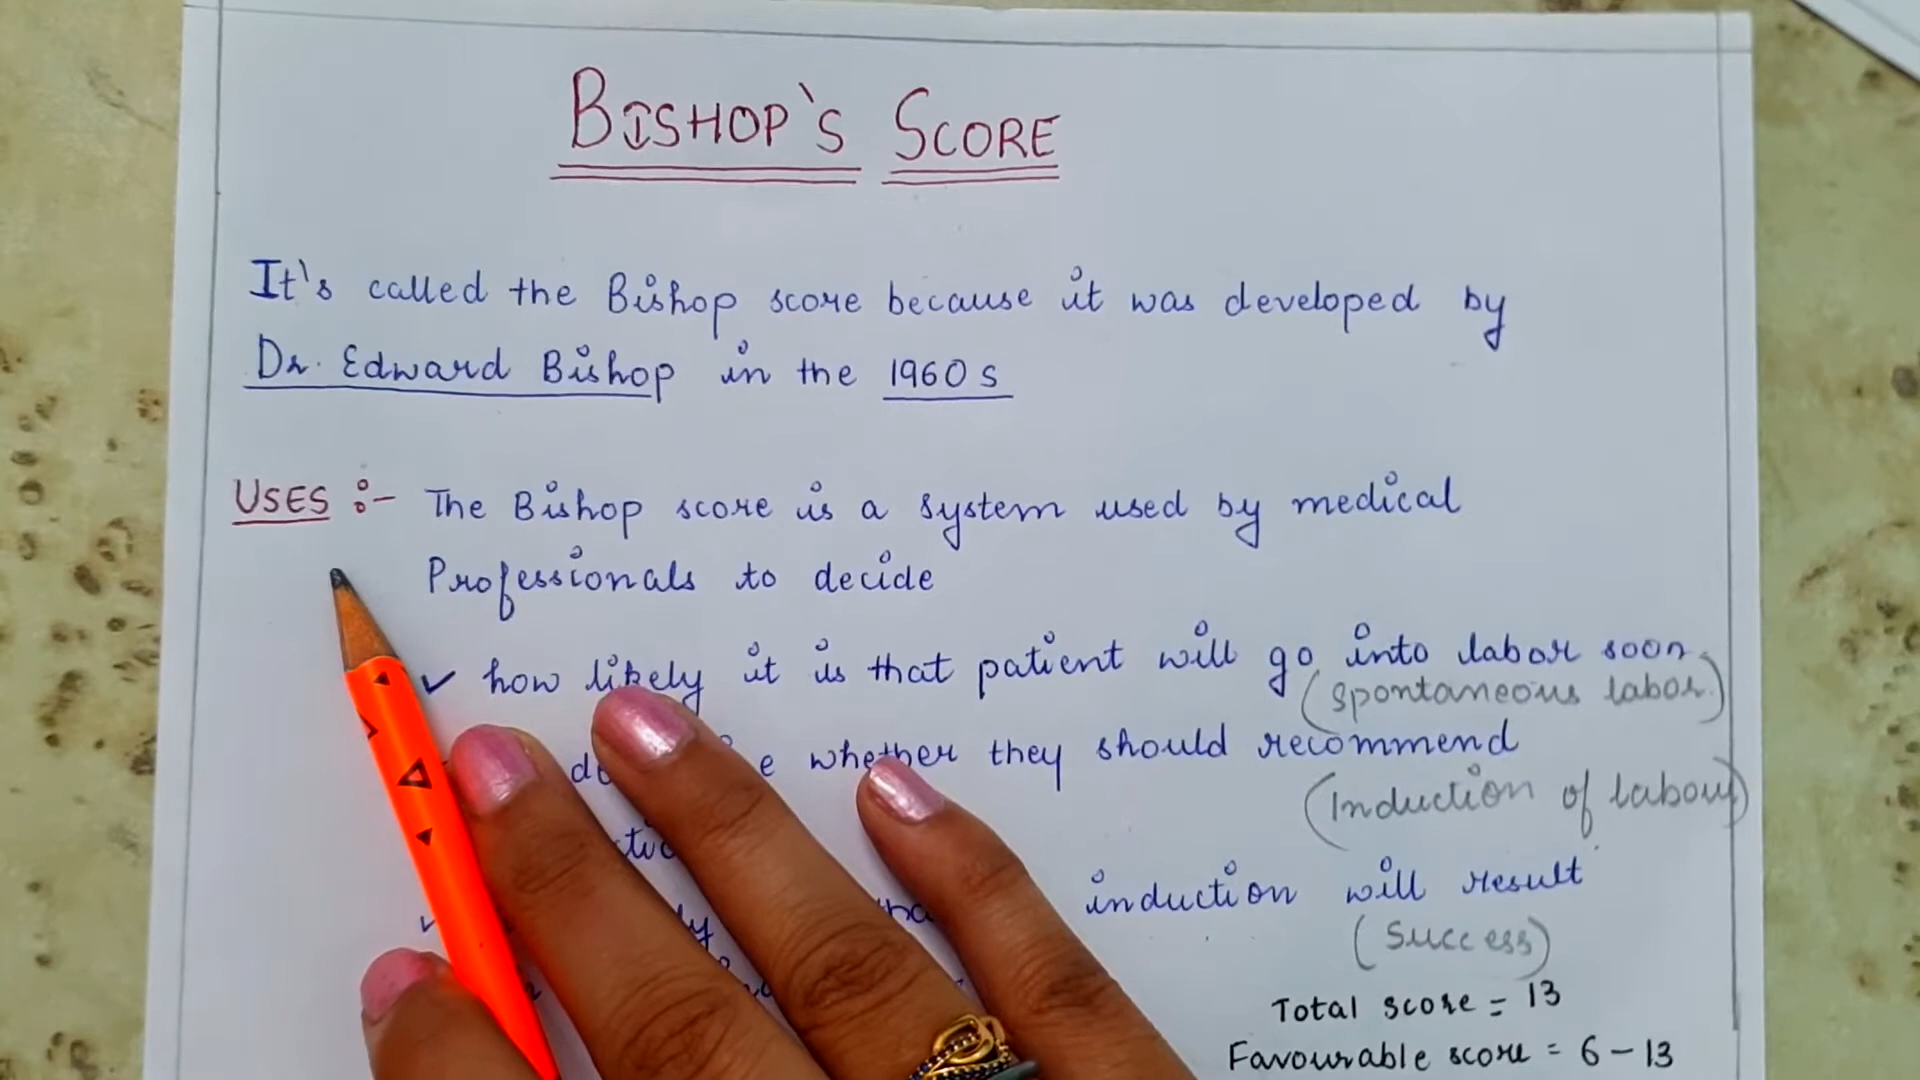 BISHOP'S SCORE
It's called the Bishop score because it was developed by
Dr. Edward Bishop in the 1960s
USES :- The Bishop score is a system used by medical
Professionals to decide
✓ how likely it is that patient will go into labor soon.
(spontaneous labor.)
whether they should recommend
(Induction of labour)
induction will result
(Success)
Total score = 13
Favourable score = 6 - 13